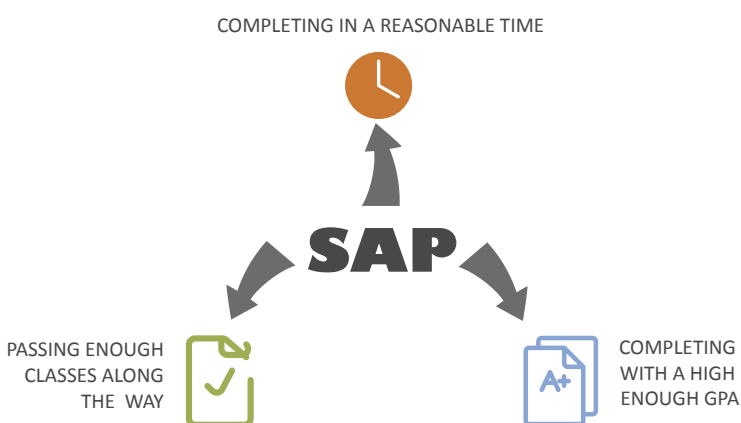 COMPLETING IN A REASONABLE TIME
SAP
PASSING ENOUGH
CLASSES ALONG
THE WAY
A+
COMPLETING
WITH A HIGH
ENOUGH GPA